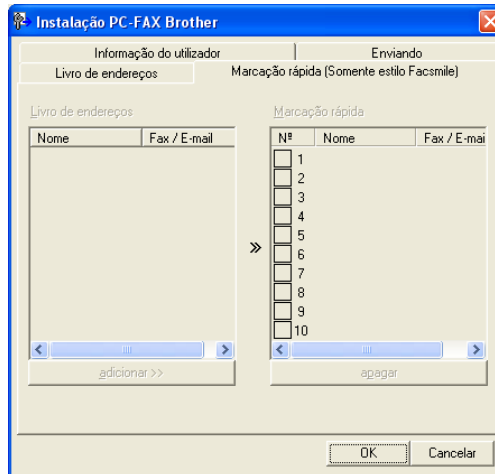 Instalação PC-FAX Brother
Informação do utilizador
Enviando
Livro de endereços
Marcação rápida (Somente estilo Facsmile)
Livro de endereços
Marcação rápida
Nome
Fax / E-mail
Nº
Nome
Fax / E-mai
1
2
3
4
5
6
7
8
9
10
adicionar >>
apagar
OK
Cancelar